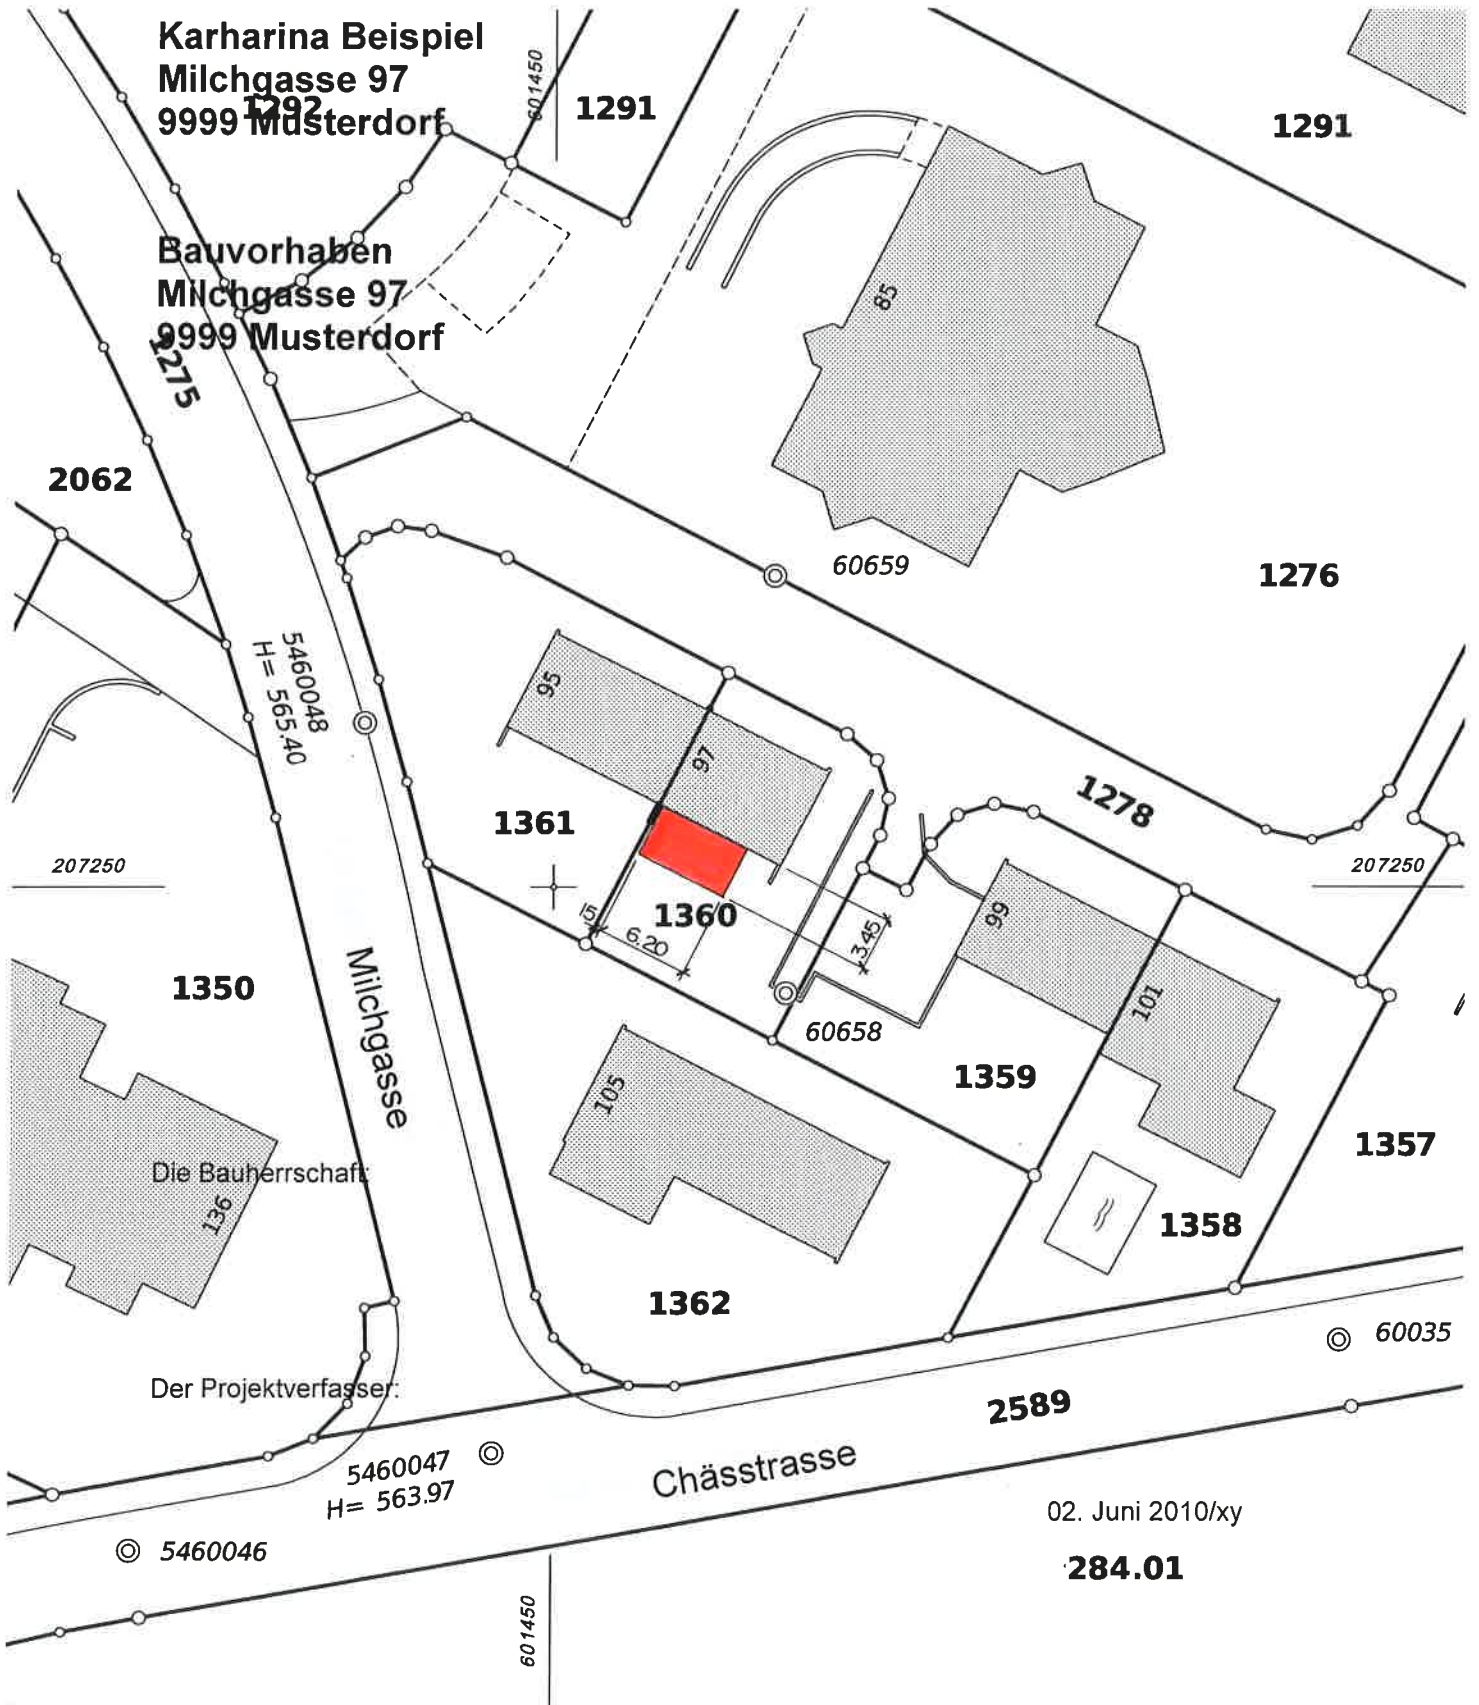 Karharina Beispiel
Milchgasse 97
9999 Musterdorf
1292
601450
1291
1291
Bauvorhaben
Milchgasse 97
9999 Musterdorf
1275
85
2062
60659
1276
5460048
H= 565.40
95
97
1278
1361
207250
207250
15
1360
6.20
3.45
99
1350
Milchgasse
60658
101
1359
105
1357
Die Bauherrschaft:
136
1358
1362
60035
Der Projektverfasser:
2589
5460047
H= 563.97
Chässtrasse
02. Juni 2010/xy
5460046
284.01
601450